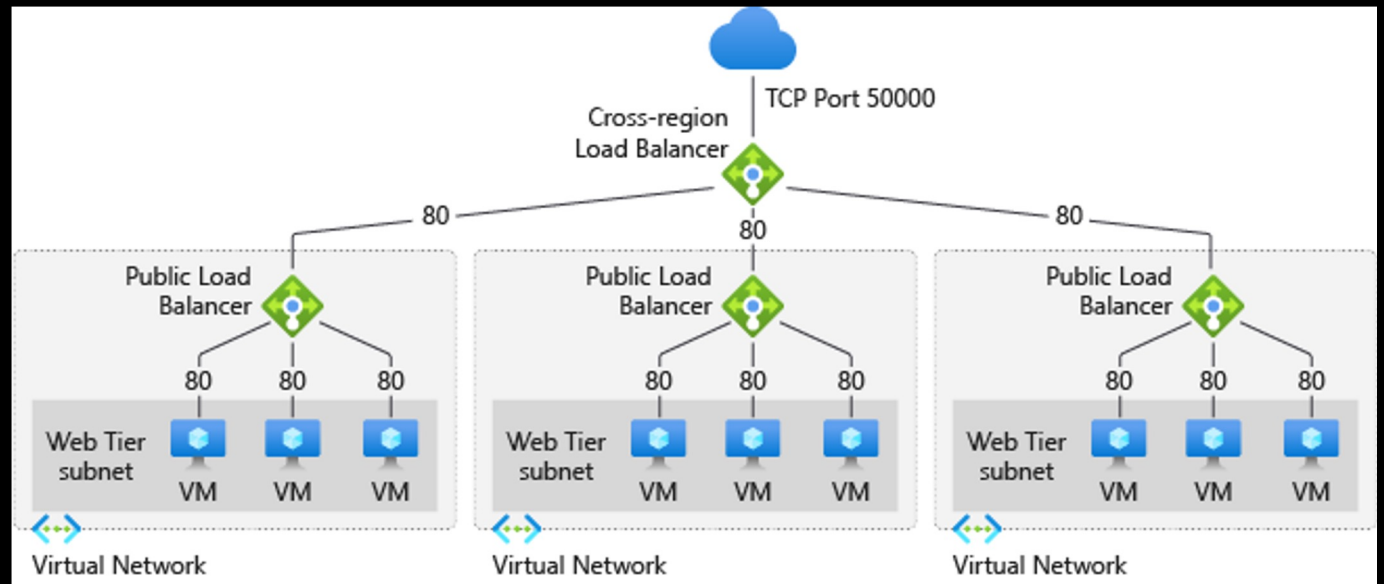 TCP Port 50000
Cross-region
Load Balancer
80
80
80
Public Load
Balancer
80 80 80
Web Tier
subnet
VM VM VM
Virtual Network
Public Load
Balancer
80 80 80
Web Tier
subnet
VM VM VM
Virtual Network
Public Load
Balancer
80 80 80
Web Tier
subnet
VM VM VM
Virtual Network